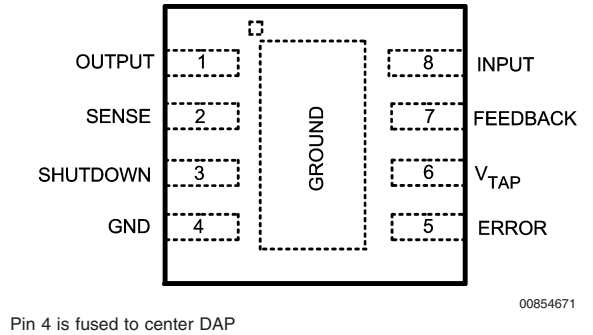 OUTPUT 1 8 INPUT
SENSE 2 7 FEEDBACK
SHUTDOWN 3 6 VTAP
GND 4 5 ERROR
GROUND
00854671
Pin 4 is fused to center DAP